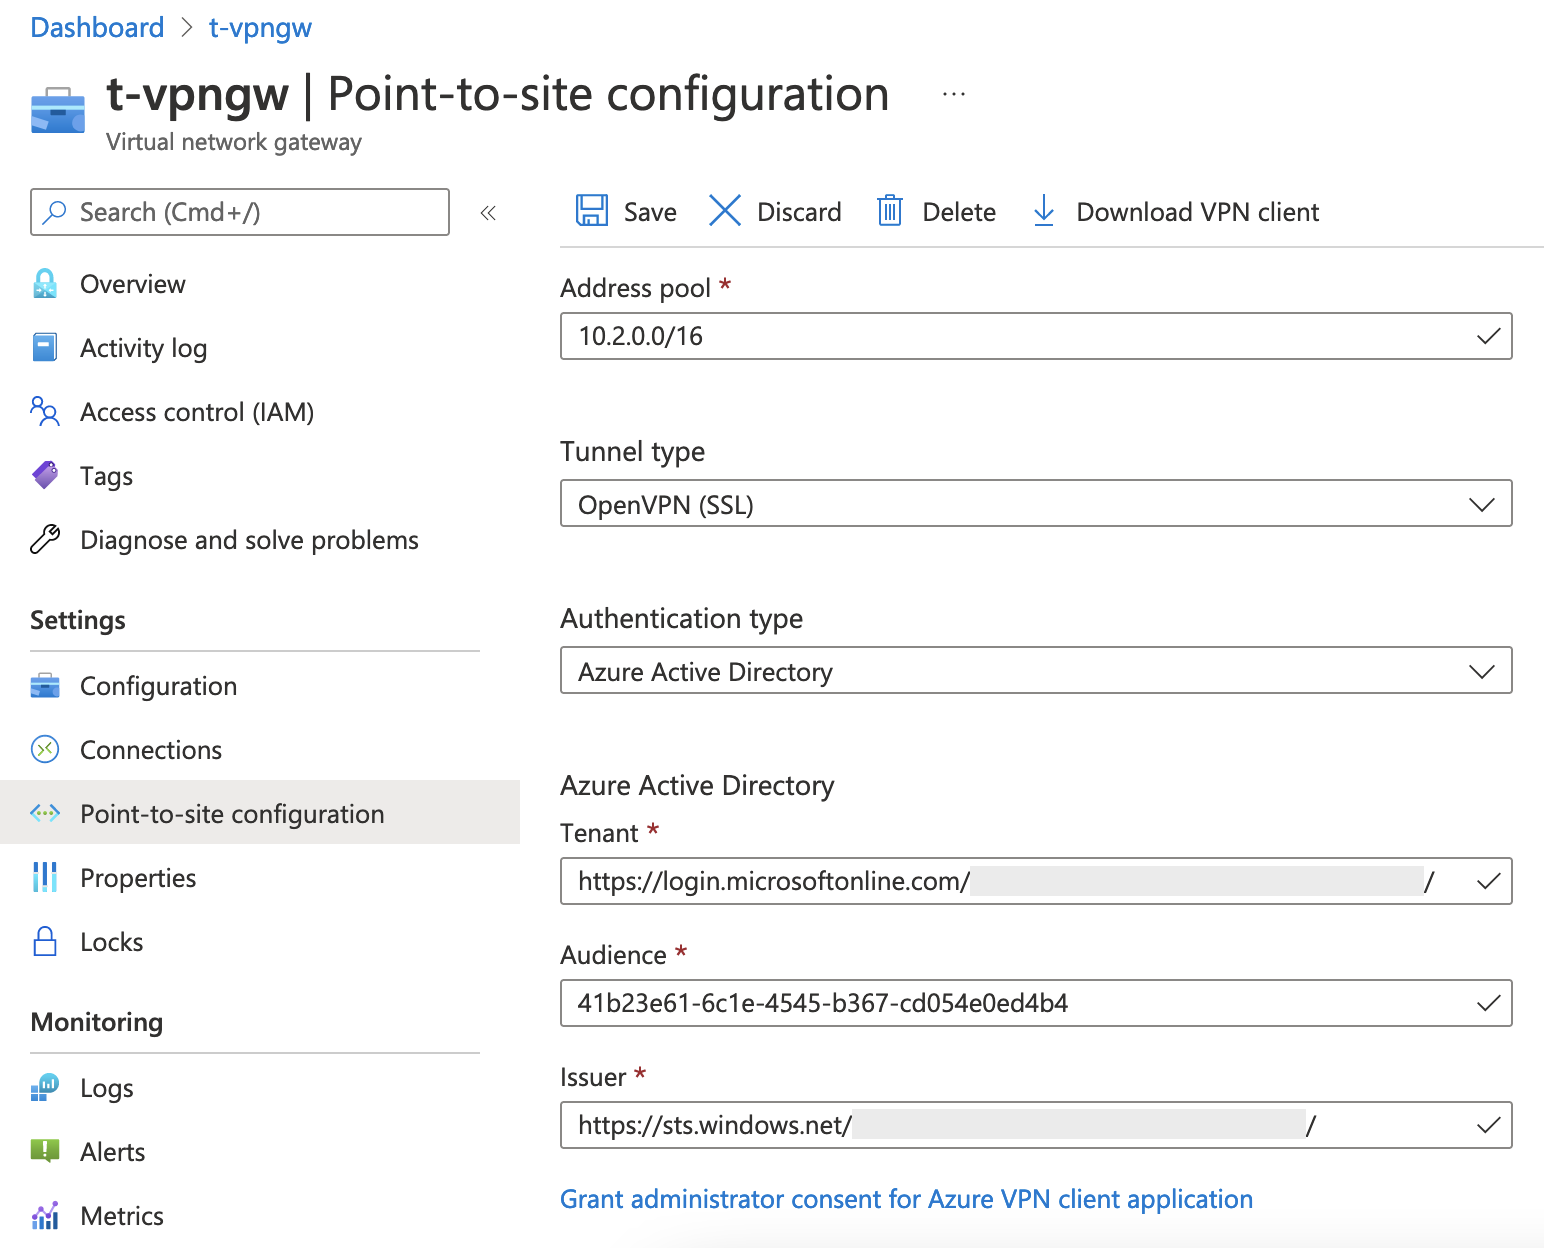 Dashboard > t-vpngw
t-vpngw | Point-to-site configuration ...
Virtual network gateway
Search (Cmd+/)
«
Overview
Activity log
Access control (IAM)
Tags
Diagnose and solve problems
Settings
Configuration
Connections
Point-to-site configuration
Properties
Locks
Monitoring
Logs
Alerts
Metrics
Save Discard Delete Download VPN client
Address pool *
10.2.0.0/16
Tunnel type
OpenVPN (SSL)
Authentication type
Azure Active Directory
Azure Active Directory
Tenant *
https://login.microsoftonline.com/ /
Audience *
41b23e61-6c1e-4545-b367-cd054e0ed4b4
Issuer *
https://sts.windows.net/ /
Grant administrator consent for Azure VPN client application